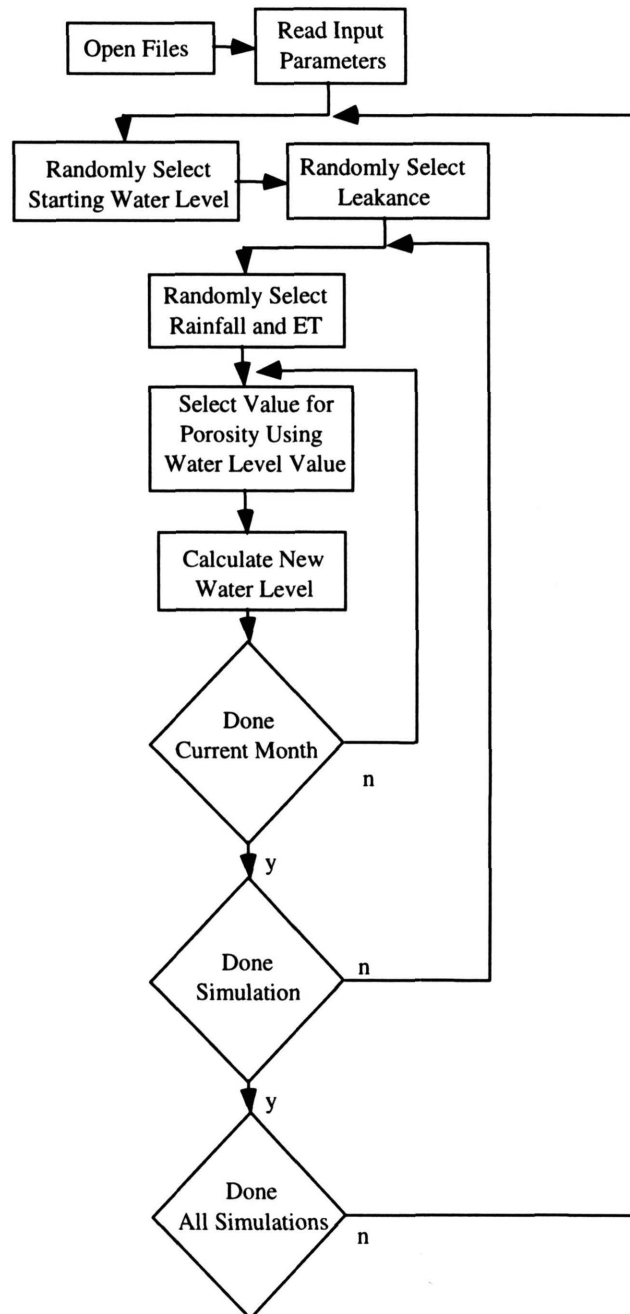 Open Files
Read Input
Parameters
Randomly Select
Starting Water Level
Randomly Select
Leakance
Randomly Select
Rainfall and ET
Select Value for
Porosity Using
Water Level Value
Calculate New
Water Level
Done
Current Month
n
y
Done
Simulation
n
y
Done
All Simulations
n